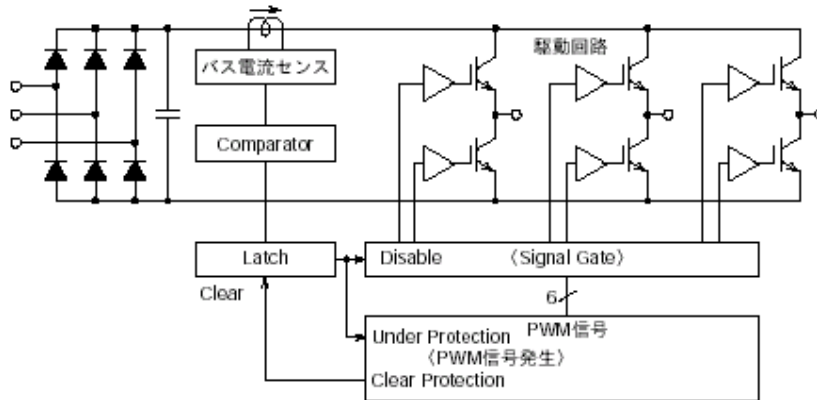 駆動回路
バス電流センス
Comparator
Latch
Disable 〈Signal Gate〉
Clear
6
PWM信号
Under Protection
〈PWM信号発生〉
Clear Protection